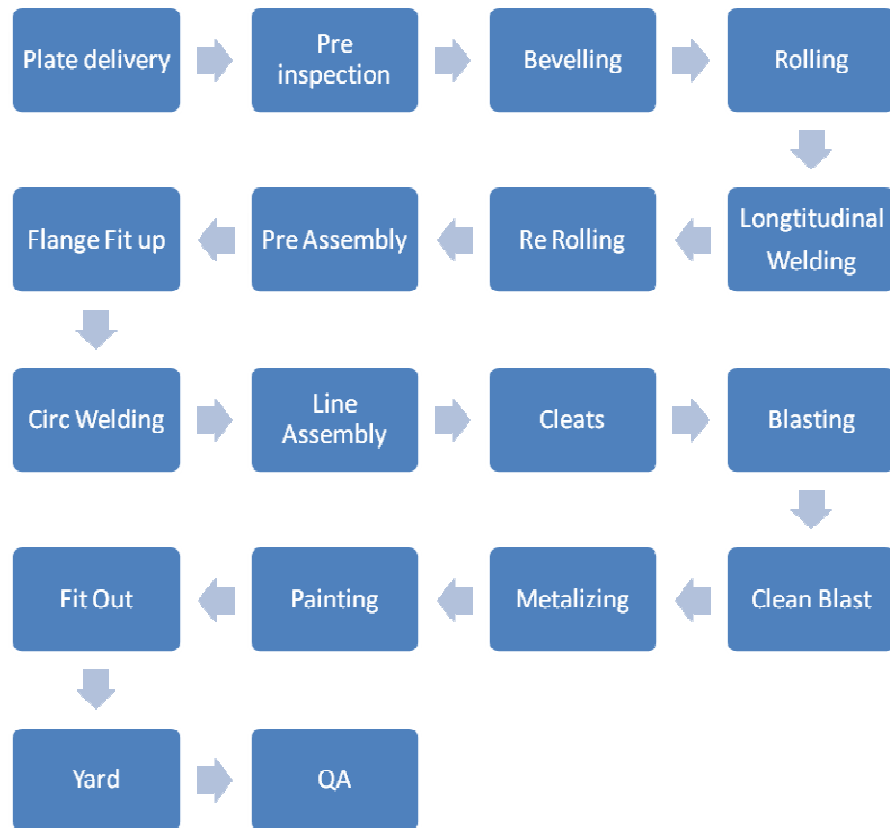 Plate delivery
Pre
inspection
Bevelling
Rolling
Flange Fit up
Pre Assembly
Re Rolling
Longtitudinal
Welding
Circ Welding
Line
Assembly
Cleats
Blasting
Fit Out
Painting
Metalizing
Clean Blast
Yard
QA